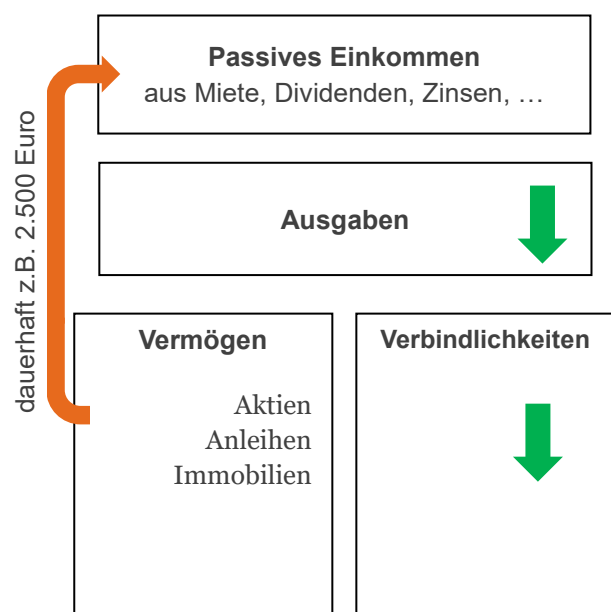 Passives Einkommen
aus Miete, Dividenden, Zinsen, …
dauerhaft z.B. 2.500 Euro
Ausgaben
Vermögen
Aktien
Anleihen
Immobilien
Verbindlichkeiten